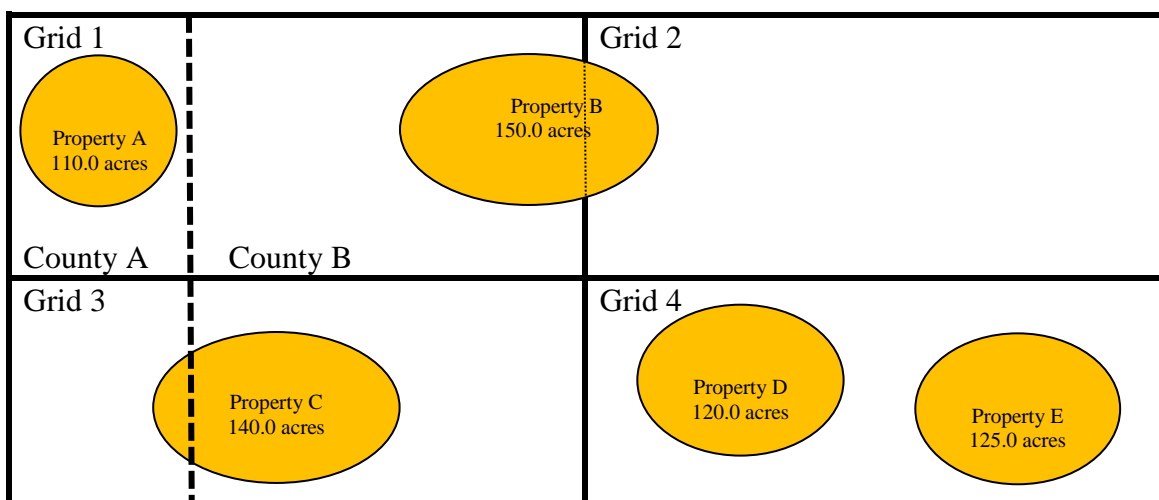 Grid 1
Grid 2
Property A
110.0 acres
Property B
150.0 acres
County A
County B
Grid 3
Grid 4
Property C
140.0 acres
Property D
120.0 acres
Property E
125.0 acres